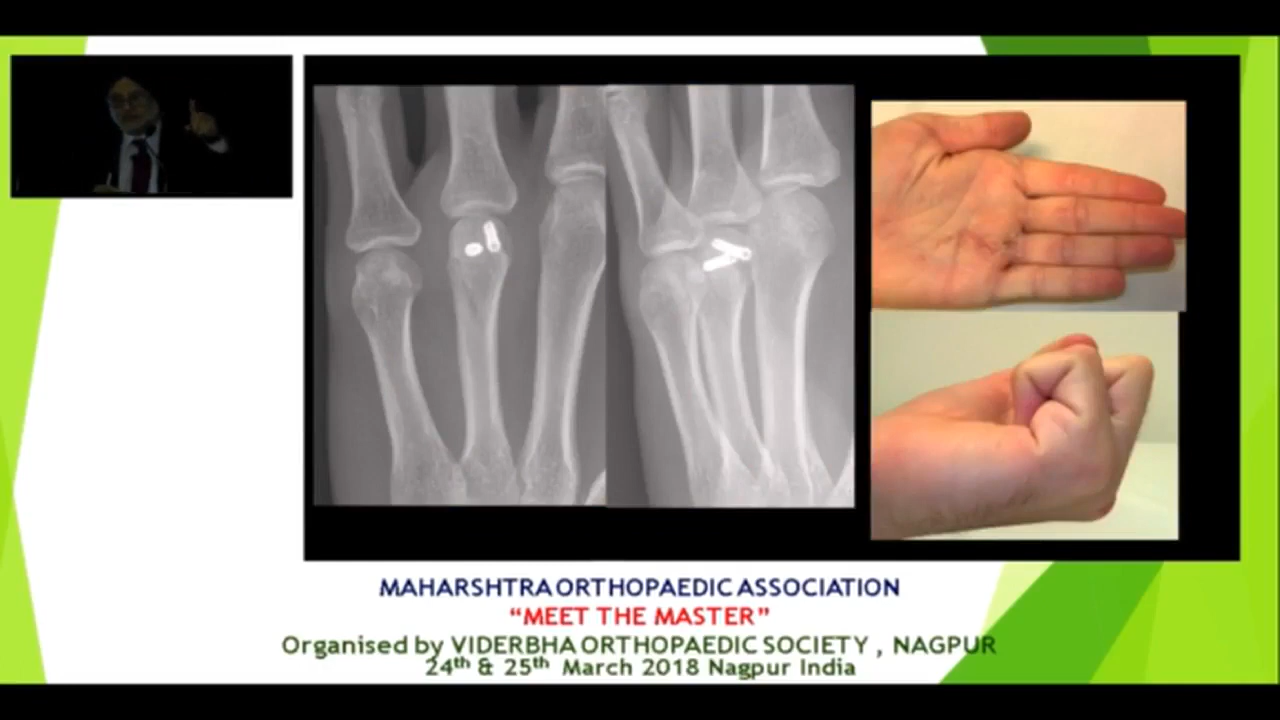 MAHARSHTRA ORTHOPAEDIC ASSOCIATION
“MEET THE MASTER”
Organised by VIDERBHA ORTHOPAEDIC SOCIETY , NAGPUR
24th & 25th March 2018 Nagpur India